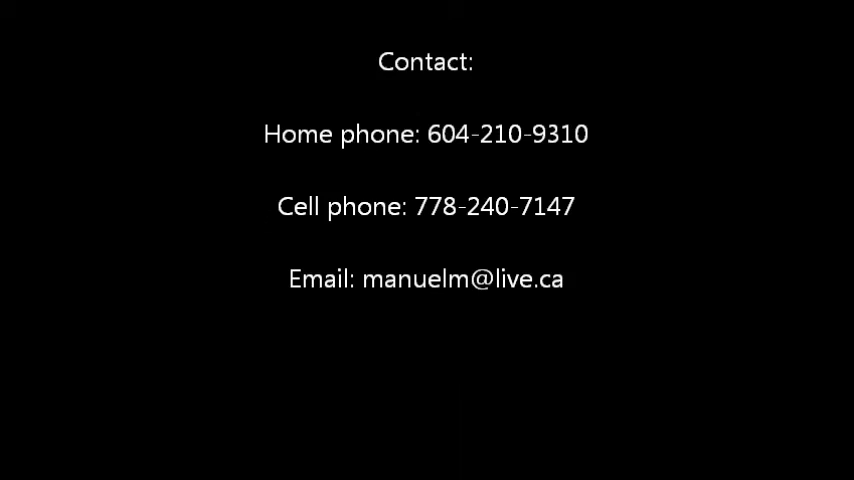 Contact:
Home phone: 604-210-9310
Cell phone: 778-240-7147
Email: manuelm@live.ca